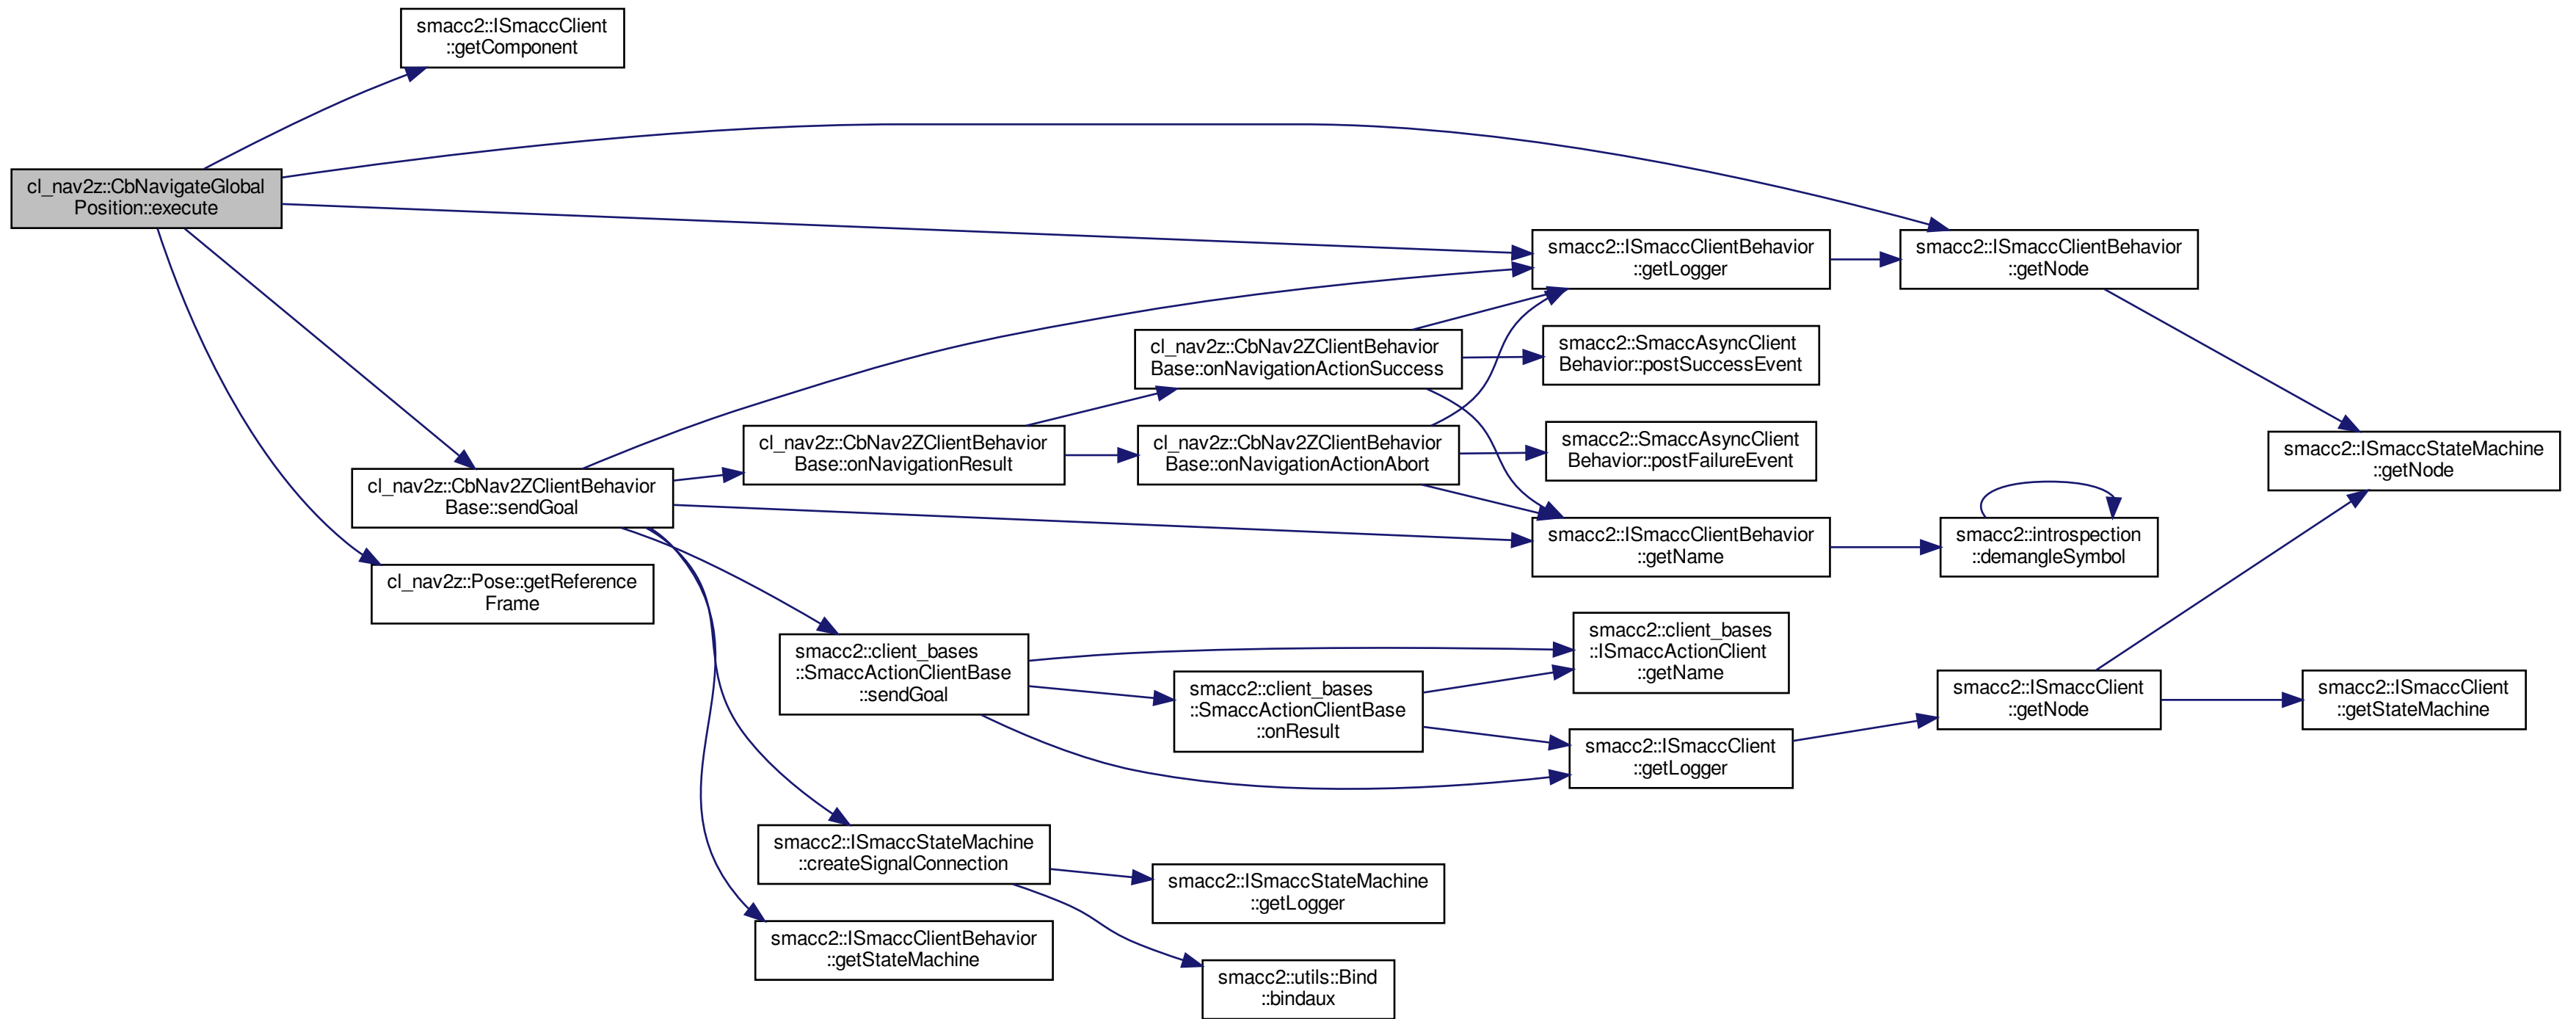 smacc2::ISmaccClient
::getComponent
cl_nav2z::CbNavigateGlobal
Position::execute
smacc2::ISmaccClientBehavior
::getLogger
smacc2::ISmaccClientBehavior
::getNode
cl_nav2z::CbNav2ZClientBehavior
Base::onNavigationActionSuccess
smacc2::SmaccAsyncClient
Behavior::postSuccessEvent
cl_nav2z::CbNav2ZClientBehavior
Base::onNavigationResult
cl_nav2z::CbNav2ZClientBehavior
Base::onNavigationActionAbort
smacc2::SmaccAsyncClient
Behavior::postFailureEvent
smacc2::ISmaccStateMachine
::getNode
cl_nav2z::CbNav2ZClientBehavior
Base::sendGoal
smacc2::ISmaccClientBehavior
::getName
smacc2::introspection
::demangleSymbol
cl_nav2z::Pose::getReference
Frame
smacc2::client_bases
::SmaccActionClientBase
::sendGoal
smacc2::client_bases
::ISmaccActionClient
::getName
smacc2::client_bases
::SmaccActionClientBase
::onResult
smacc2::ISmaccClient
::getNode
smacc2::ISmaccClient
::getStateMachine
smacc2::ISmaccClient
::getLogger
smacc2::ISmaccStateMachine
::createSignalConnection
smacc2::ISmaccStateMachine
::getLogger
smacc2::ISmaccClientBehavior
::getStateMachine
smacc2::utils::Bind
::bindaux